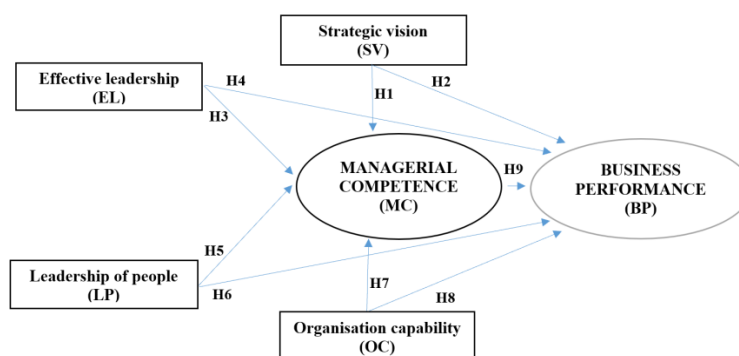 Strategic vision
(SV)
Effective leadership
(EL)
H4
H2
H1
H3
MANAGERIAL
COMPETENCE
(MC)
H9
BUSINESS
PERFORMANCE
(BP)
H5
Leadership of people
(LP)
H6
H7
H8
Organisation capability
(OC)